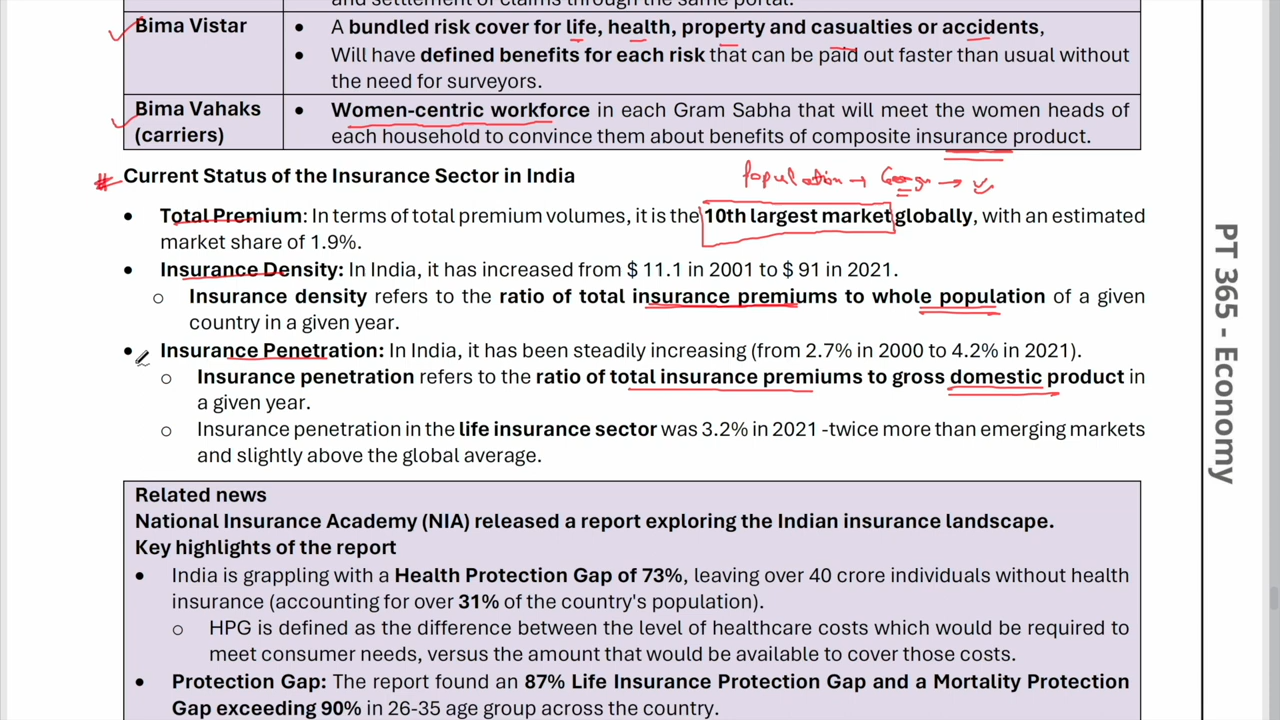 and settlement of claims through the same portal.
Bima Vistar
• A bundled risk cover for life, health, property and casualties or accidents,
• Will have defined benefits for each risk that can be paid out faster than usual without
the need for surveyors.
Bima Vahaks
(carriers)
• Women-centric workforce in each Gram Sabha that will meet the women heads of
each household to convince them about benefits of composite insurance product.
Current Status of the Insurance Sector in India
Population →
• Total Premium: In terms of total premium volumes, it is the 10th largest market globally, with an estimated
market share of 1.9%.
• Insurance Density: In India, it has increased from $ 11.1 in 2001 to $ 91 in 2021.
o Insurance density refers to the ratio of total insurance premiums to whole population of a given
country in a given year.
• Insurance Penetration: In India, it has been steadily increasing (from 2.7% in 2000 to 4.2% in 2021).
o Insurance penetration refers to the ratio of total insurance premiums to gross domestic product in
a given year.
o Insurance penetration in the life insurance sector was 3.2% in 2021 -twice more than emerging markets
and slightly above the global average.
Related news
National Insurance Academy (NIA) released a report exploring the Indian insurance landscape.
Key highlights of the report
• India is grappling with a Health Protection Gap of 73%, leaving over 40 crore individuals without health
insurance (accounting for over 31% of the country's population).
o HPG is defined as the difference between the level of healthcare costs which would be required to
meet consumer needs, versus the amount that would be available to cover those costs.
• Protection Gap: The report found an 87% Life Insurance Protection Gap and a Mortality Protection
Gap exceeding 90% in 26-35 age group across the country.
PT 365 - Economy